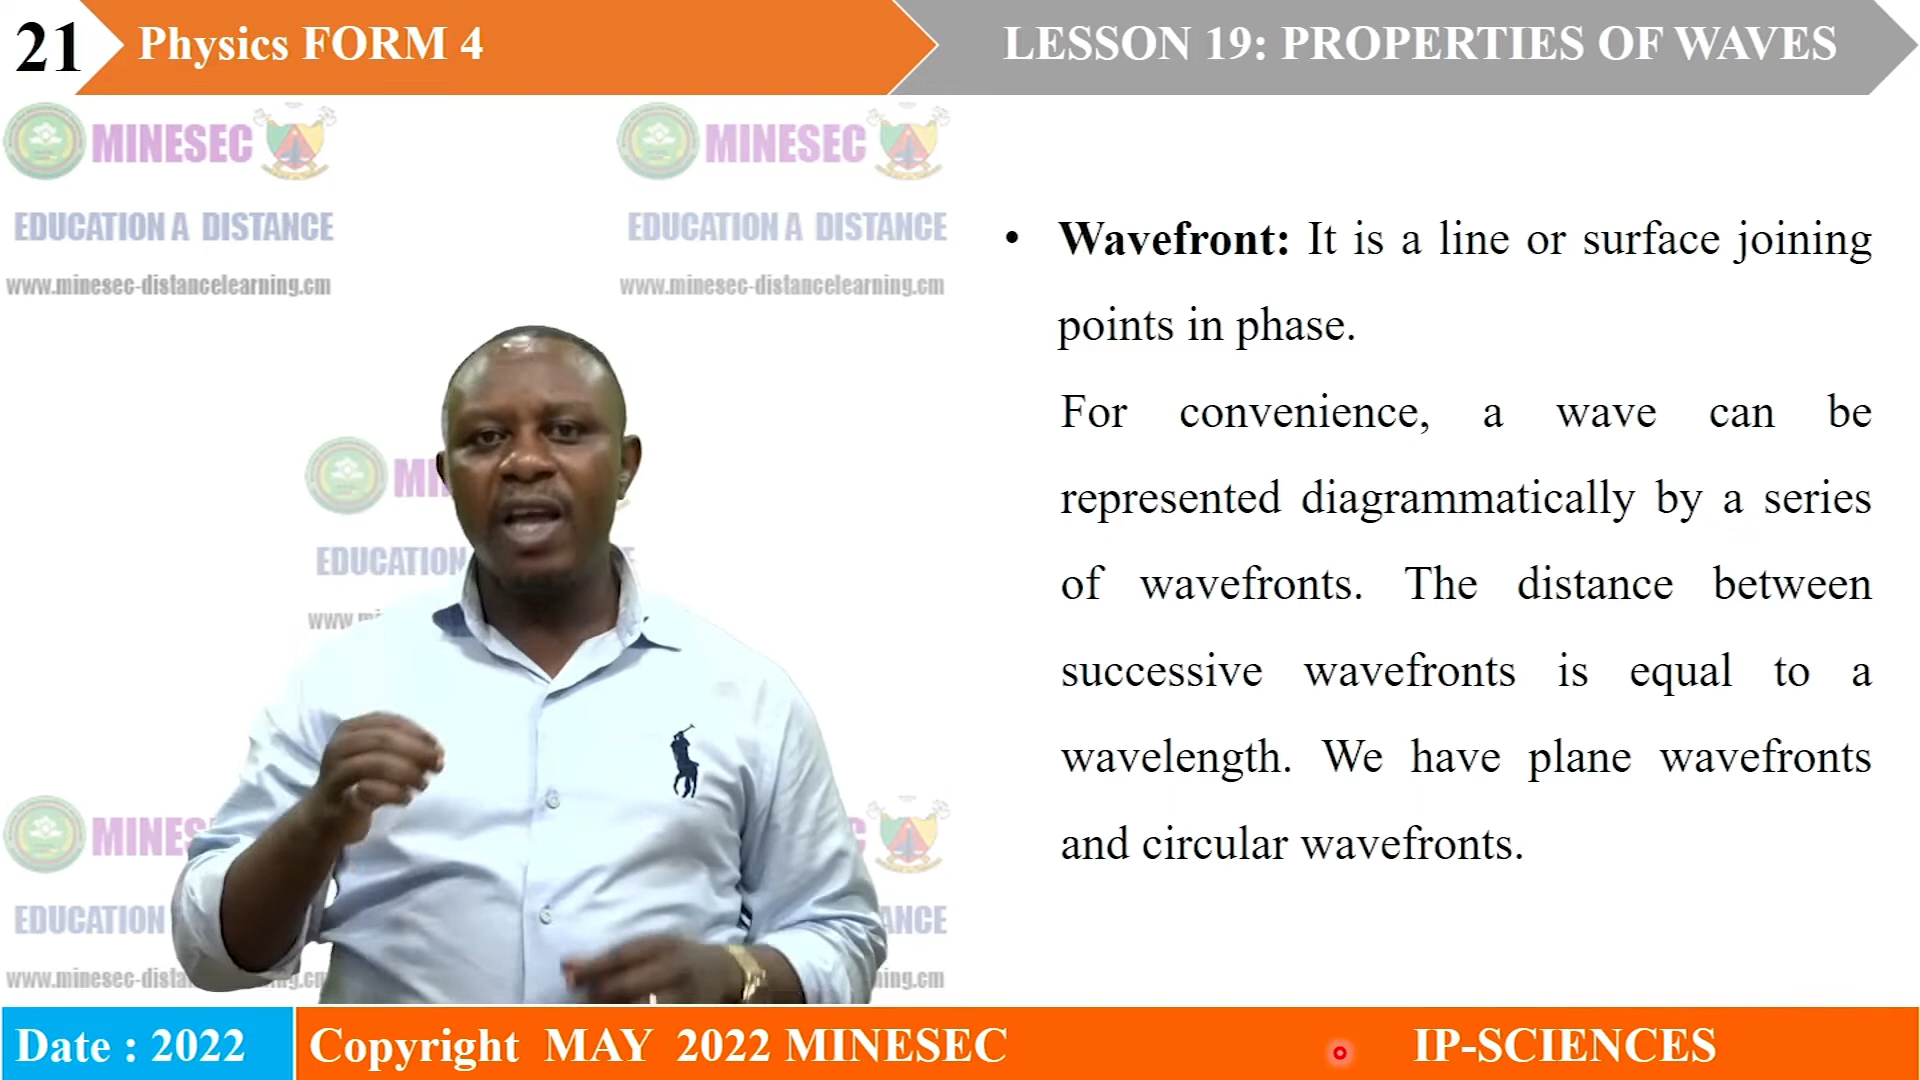 21
Physics FORM 4
LESSON 19: PROPERTIES OF WAVES
MINESEC
MINESEC
EDUCATION A DISTANCE
EDUCATION A DISTANCE
www.minesec-distancelearning.cm
www.minesec-distancelearning.cm
• Wavefront: It is a line or surface joining
points in phase.
For convenience, a wave can be
represented diagrammatically by a series
of wavefronts. The distance between
successive wavefronts is equal to a
wavelength. We have plane wavefronts
and circular wavefronts.
EDUCATION
EDUCATION
Date : 2022
Copyright MAY 2022 MINESEC
IP-SCIENCES